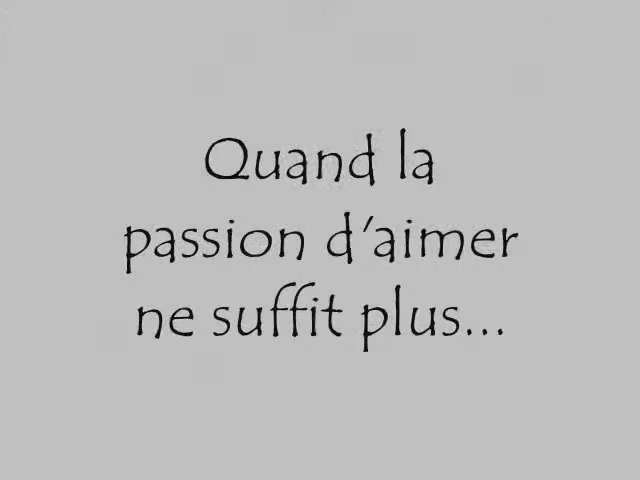 Quand la
passion d'aimer
ne suffit plus...